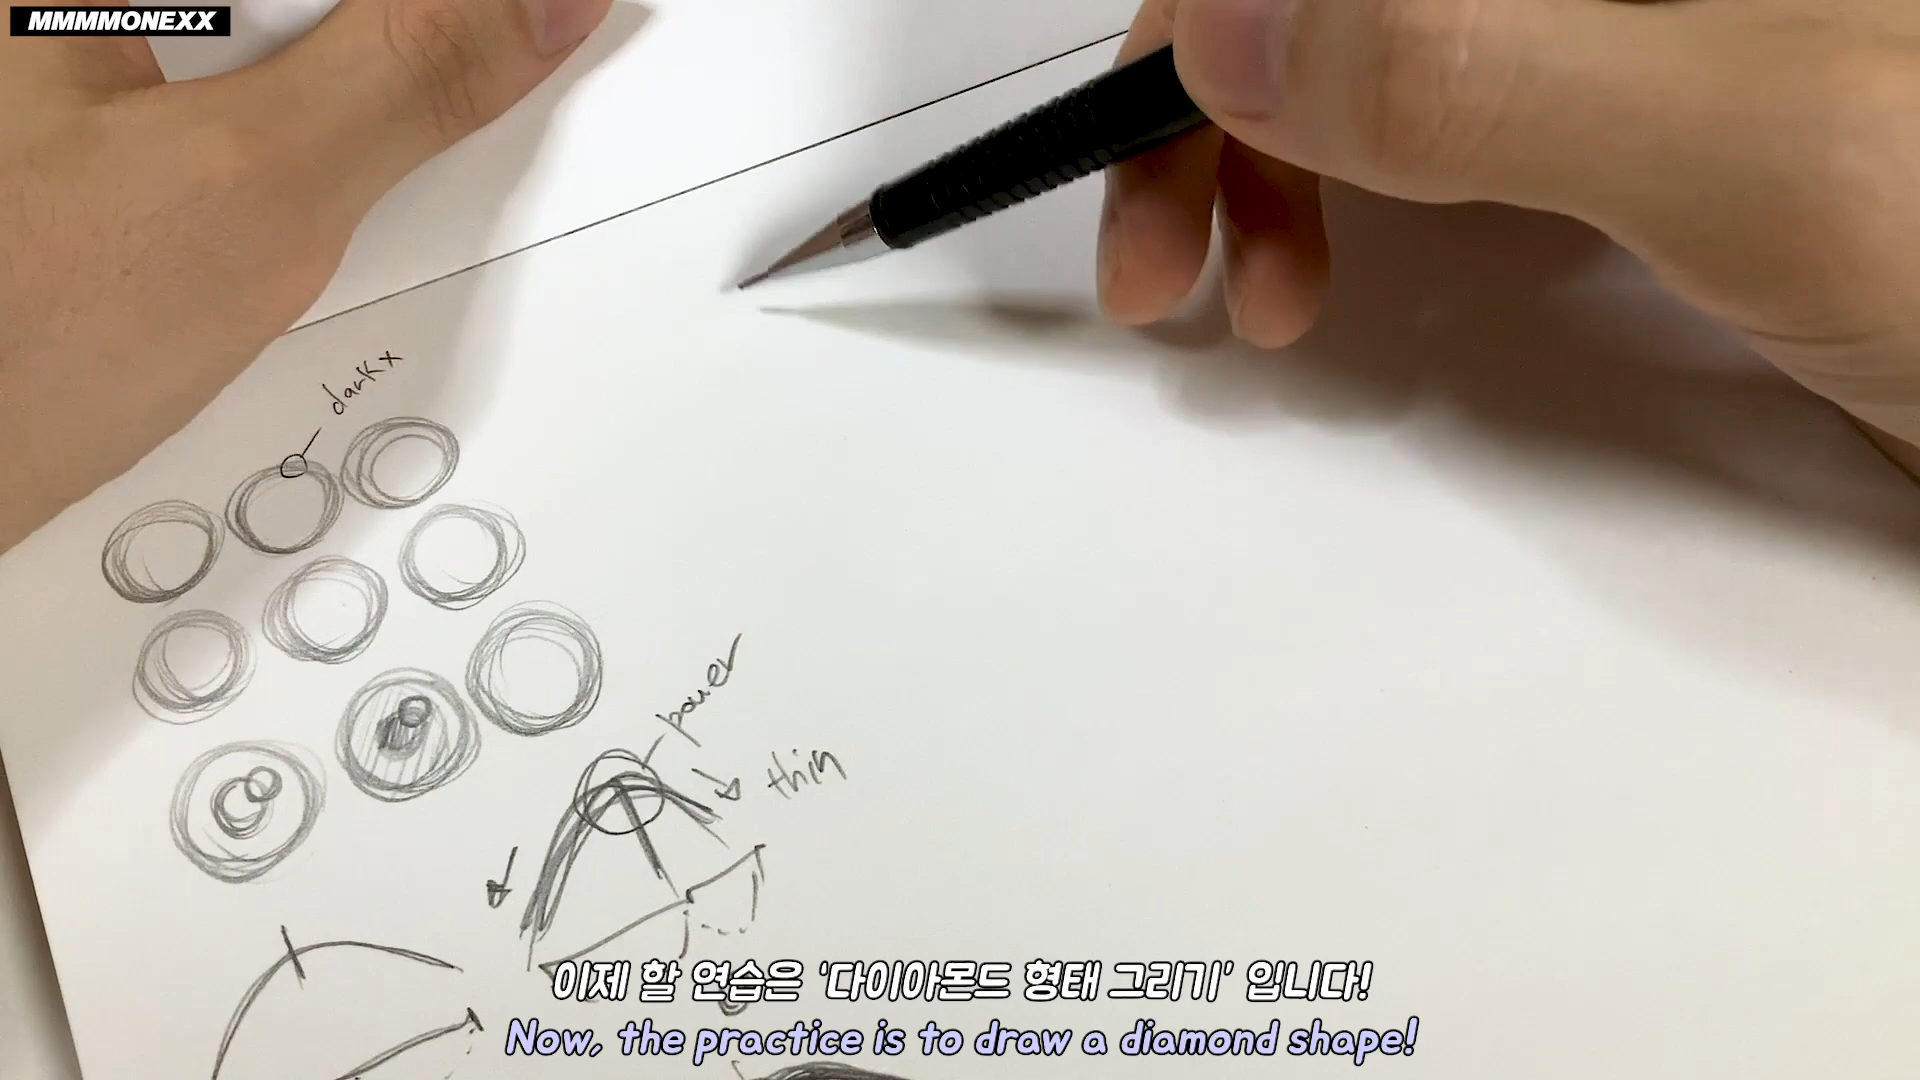 MMMMONEXX
dark x
power
thin
이제 할 연습은 '다이아몬드 형태 그리기' 입니다!
Now, the practice is to draw a diamond shape!